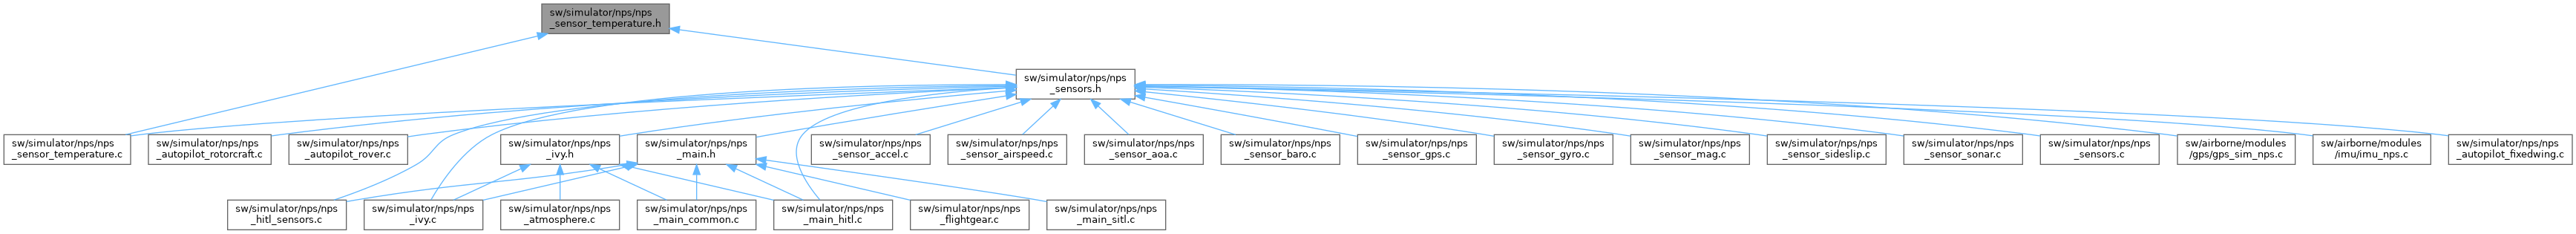 sw/simulator/nps/nps
_sensor_temperature.h
sw/simulator/nps/nps
_sensors.h
sw/simulator/nps/nps
_sensor_temperature.c
sw/simulator/nps/nps
_autopilot_rotorcraft.c
sw/simulator/nps/nps
_autopilot_rover.c
sw/simulator/nps/nps
_ivy.h
sw/simulator/nps/nps
_main.h
sw/simulator/nps/nps
_sensor_accel.c
sw/simulator/nps/nps
_sensor_airspeed.c
sw/simulator/nps/nps
_sensor_aoa.c
sw/simulator/nps/nps
_sensor_baro.c
sw/simulator/nps/nps
_sensor_gps.c
sw/simulator/nps/nps
_sensor_gyro.c
sw/simulator/nps/nps
_sensor_mag.c
sw/simulator/nps/nps
_sensor_sideslip.c
sw/simulator/nps/nps
_sensor_sonar.c
sw/simulator/nps/nps
_sensors.c
sw/airborne/modules
/gps/gps_sim_nps.c
sw/airborne/modules
/imu/imu_nps.c
sw/simulator/nps/nps
_autopilot_fixedwing.c
sw/simulator/nps/nps
_hitl_sensors.c
sw/simulator/nps/nps
_ivy.c
sw/simulator/nps/nps
_atmosphere.c
sw/simulator/nps/nps
_main_common.c
sw/simulator/nps/nps
_main_hitl.c
sw/simulator/nps/nps
_flightgear.c
sw/simulator/nps/nps
_main_sitl.c